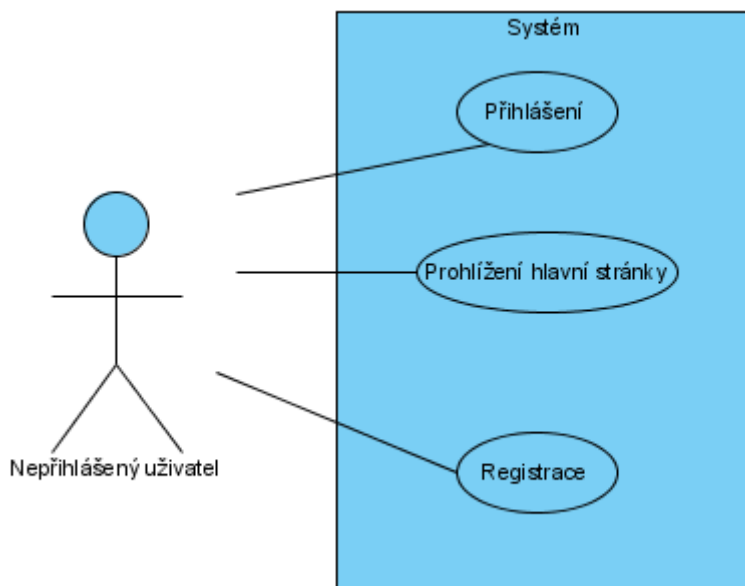 Systém
Přihlášení
Prohlížení hlavní stránky
Nepřihlášený uživatel
Registrace